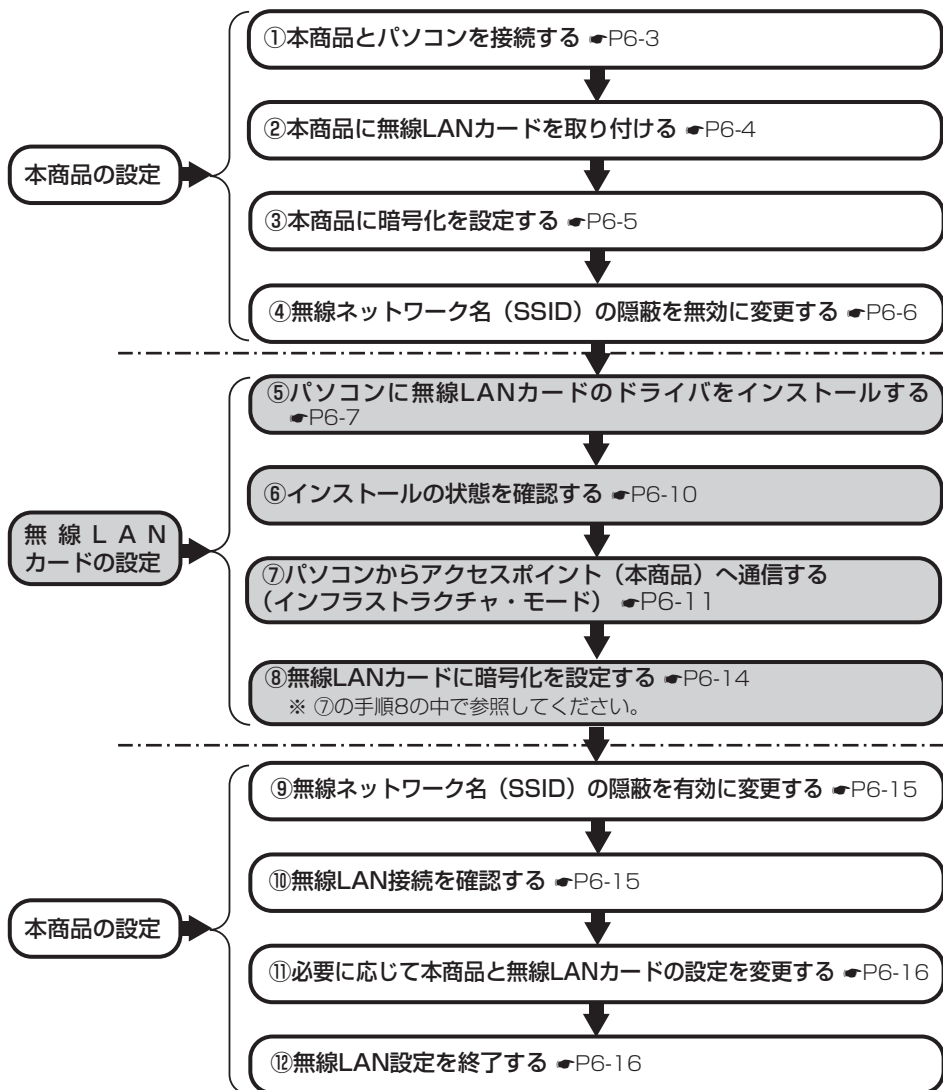 本商品の設定
①本商品とパソコンを接続する ☛P6-3
②本商品に無線LANカードを取り付ける ☛P6-4
③本商品に暗号化を設定する ☛P6-5
④無線ネットワーク名（SSID）の隠蔽を無効に変更する ☛P6-6
無線LAN
カードの設定
⑤パソコンに無線LANカードのドライバをインストールする
☛P6-7
⑥インストールの状態を確認する ☛P6-10
⑦パソコンからアクセスポイント（本商品）へ通信する
（インフラストラクチャ・モード） ☛P6-11
⑧無線LANカードに暗号化を設定する ☛P6-14
※ ⑦の手順8の中で参照してください。
本商品の設定
⑨無線ネットワーク名（SSID）の隠蔽を有効に変更する ☛P6-15
⑩無線LAN接続を確認する ☛P6-15
⑪必要に応じて本商品と無線LANカードの設定を変更する ☛P6-16
⑫無線LAN設定を終了する ☛P6-16